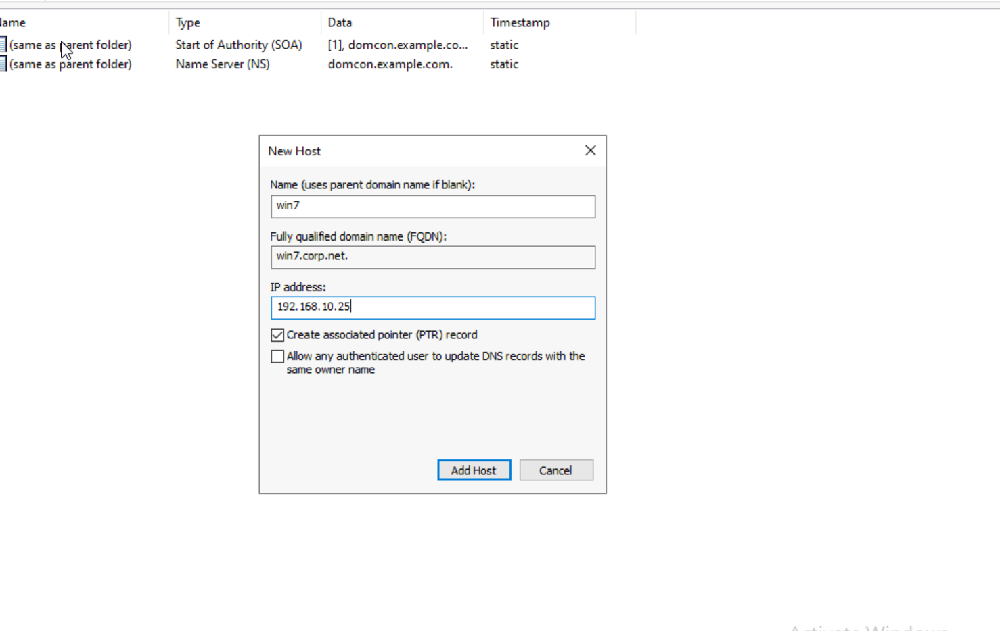 Name Type Data Timestamp
(same as parent folder) Start of Authority (SOA) [1], domcon.example.co... static
(same as parent folder) Name Server (NS) domcon.example.com. static
New Host
Name (uses parent domain name if blank):
win7
Fully qualified domain name (FQDN):
win7.corp.net.
IP address:
192.168.10.25
Create associated pointer (PTR) record
Allow any authenticated user to update DNS records with the
same owner name
Add Host Cancel
Activate Windows